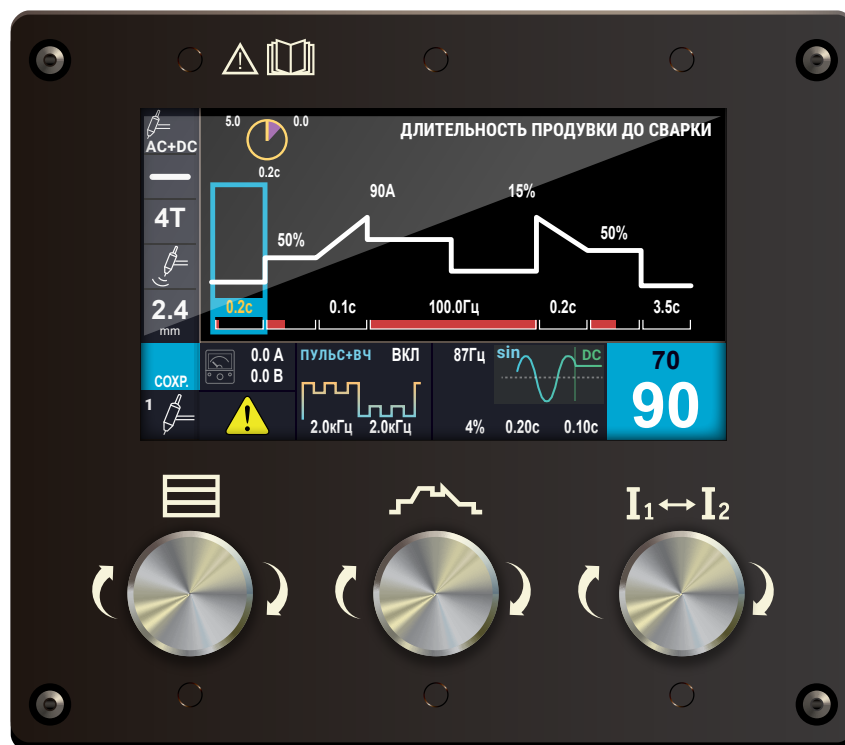 5.0
0.0
ДЛИТЕЛЬНОСТЬ ПРОДУВКИ ДО СВАРКИ
AC+DC
0.2с
90А
15%
4T
50%
50%
2.4
mm
0.2с
0.1с
100.0Гц
0.2с
3.5с
СОХР.
0.0 A
0.0 B
ПУЛЬС+ВЧ
ВКЛ
2.0кГц
2.0кГц
87Гц
sin
DC
4%
0.20с
0.10с
70
90
1
I₁↔I₂